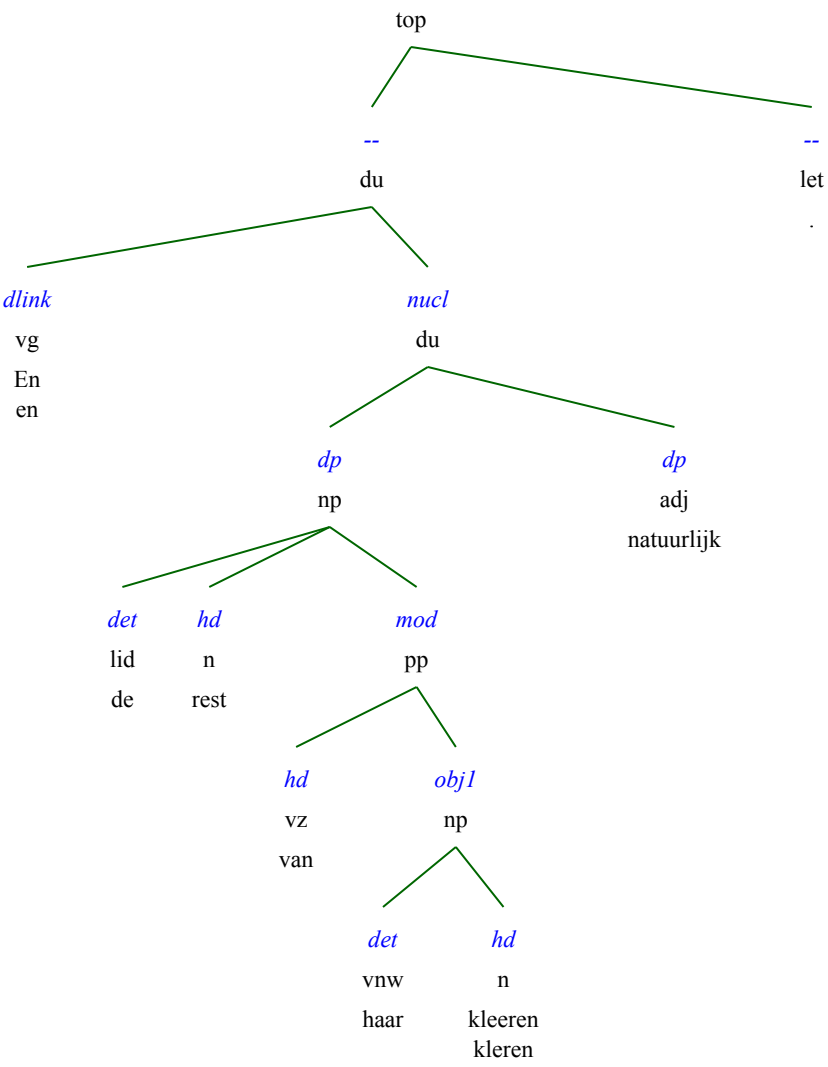 top
-- --
du let
.
dlink nucl
vg du
En
en
dp dp
np adj
natuurlijk
det hd mod
lid n pp
de rest
hd obj1
vz np
van
det hd
vnw n
haar kleeren
kleren